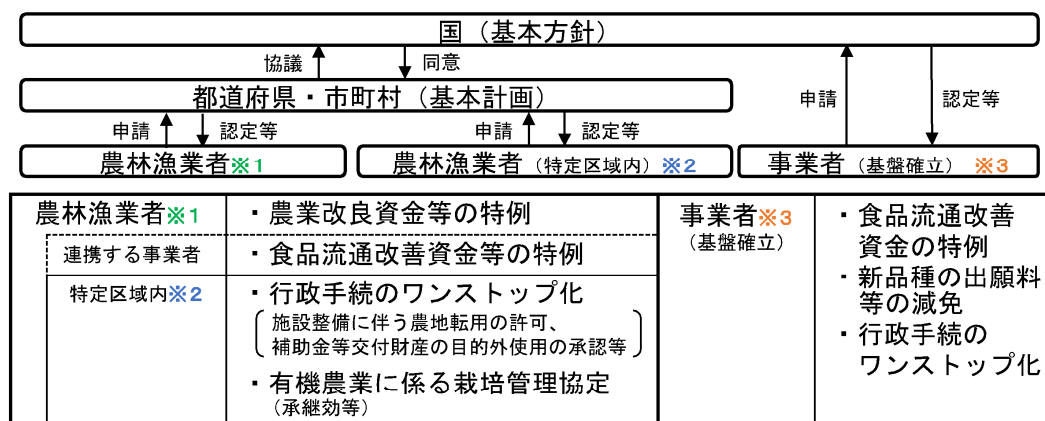 国（基本方針）
協議
同意
都道府県・市町村（基本計画）
申請
認定等
申請
認定等
申請
認定等
農林漁業者※1
農林漁業者（特定区域内）※2
事業者（基盤確立）※3
農林漁業者※1
・農業改良資金等の特例
連携する事業者
・食品流通改善資金等の特例
特定区域内※2
・行政手続のワンストップ化
施設整備に伴う農地転用の許可、
補助金等交付財産の目的外使用の承認等
・有機農業に係る栽培管理協定
（承継効等）
事業者※3
（基盤確立）
・食品流通改善
資金の特例
・新品種の出願料
等の減免
・行政手続の
ワンストップ化